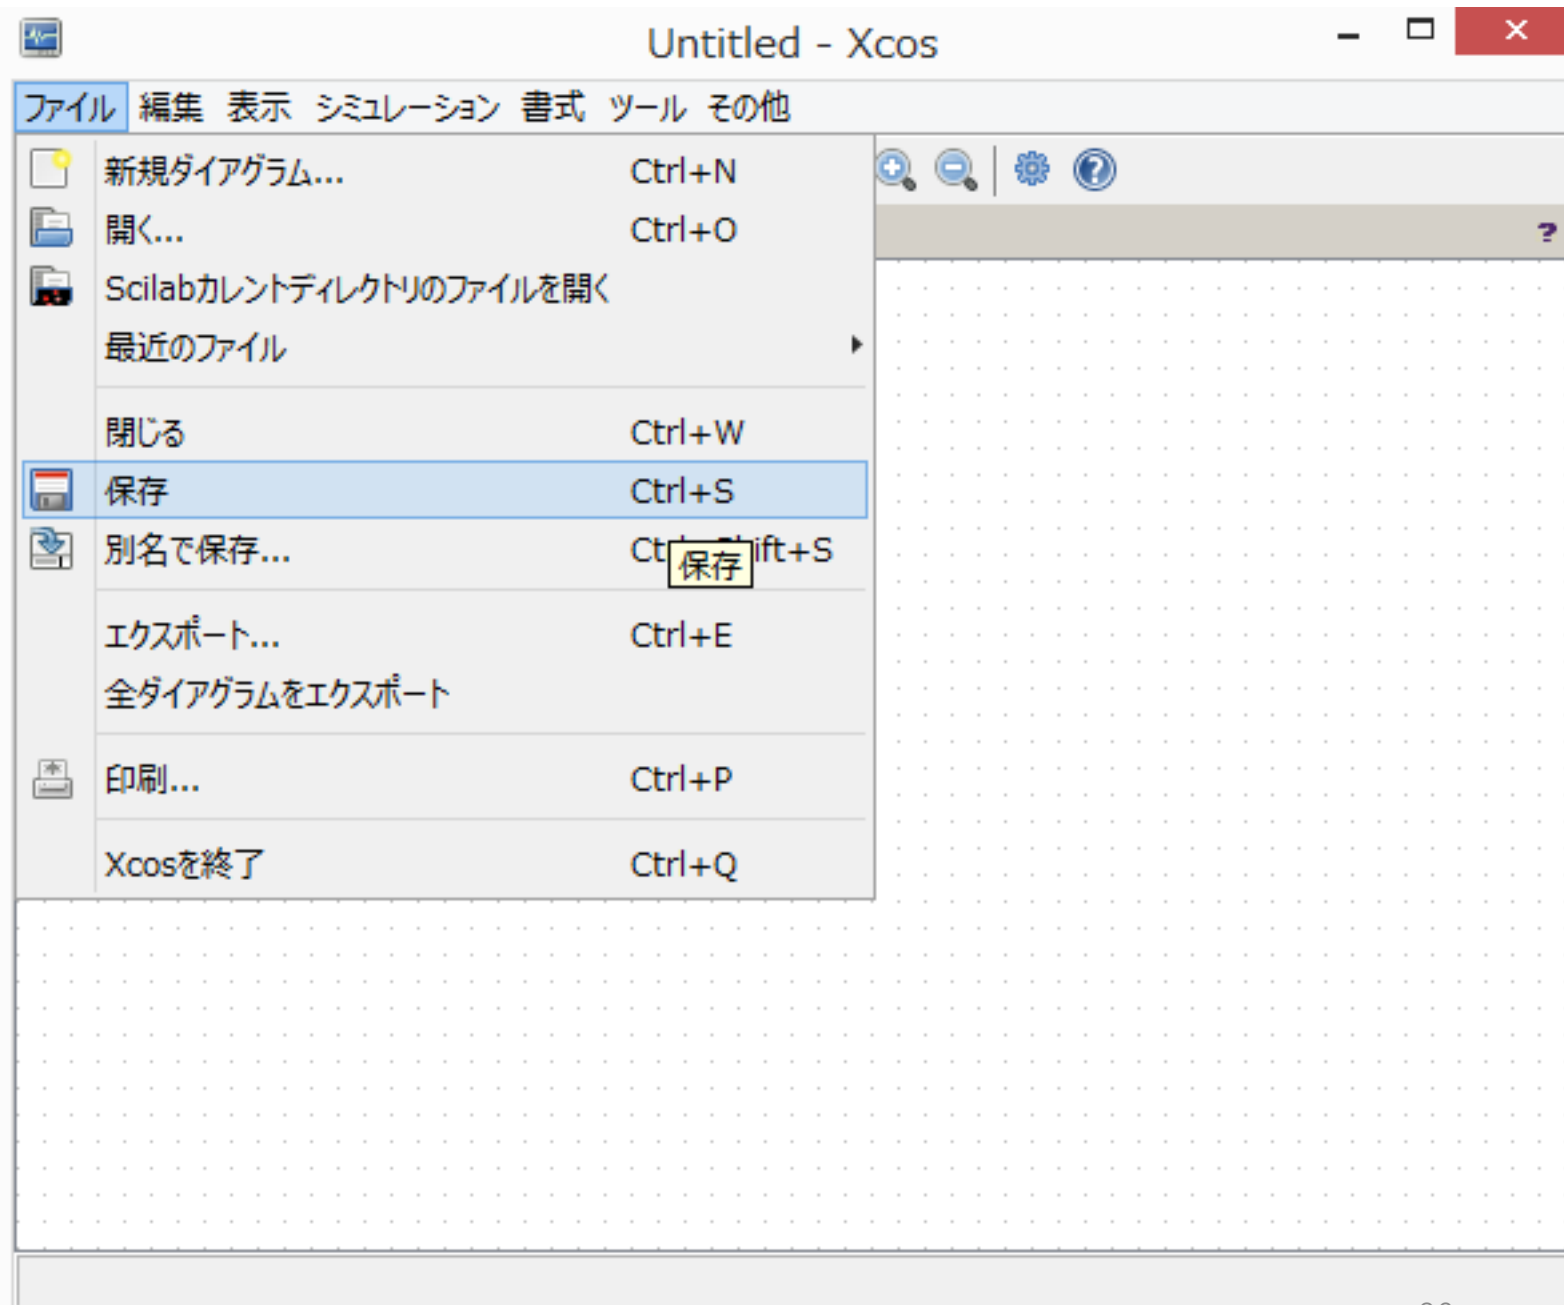 Untitled - Xcos
ファイル 編集 表示 シミュレーション 書式 ツール その他
新規ダイアグラム... Ctrl+N
開く... Ctrl+O
?
Scilabカレントディレクトリのファイルを開く
最近のファイル
閉じる Ctrl+W
保存 Ctrl+S
別名で保存... ift+S
保存
エクスポート... Ctrl+E
全ダイアグラムをエクスポート
印刷... Ctrl+P
Xcosを終了 Ctrl+Q